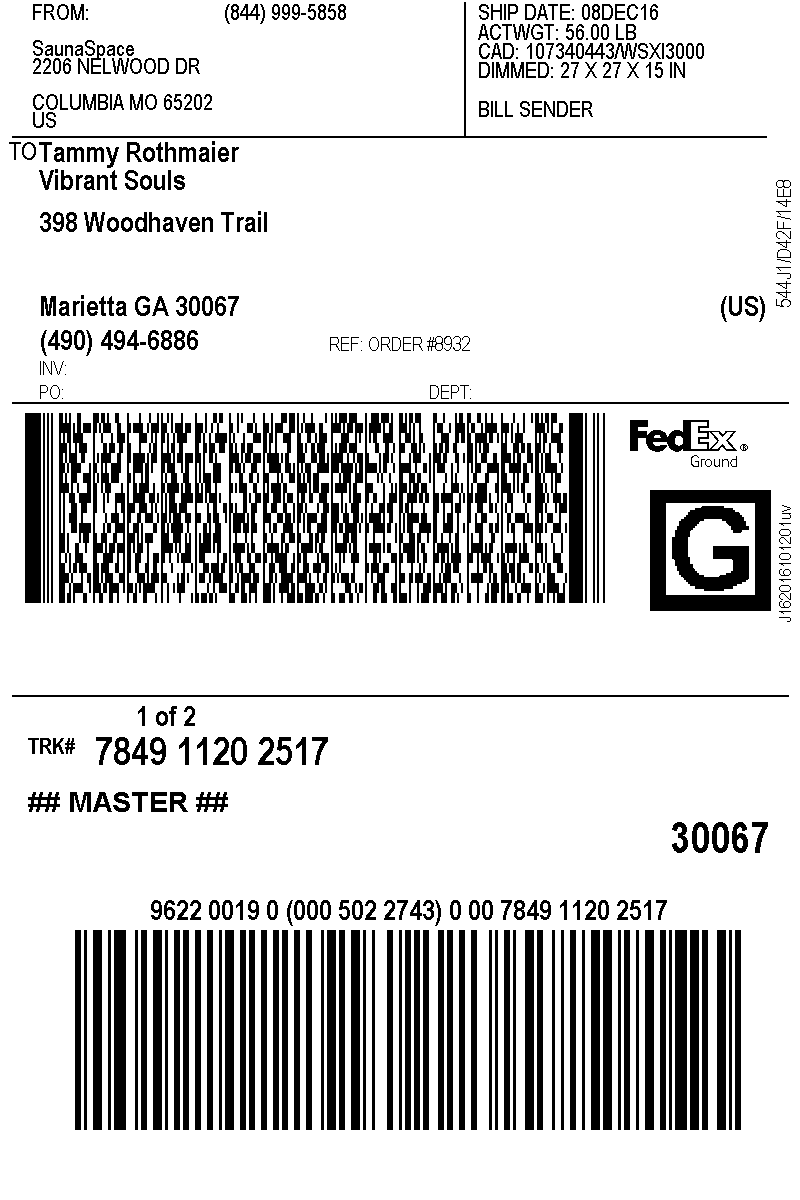 FROM: (844) 999-5858
SaunaSpace
2206 NELWOOD DR
COLUMBIA MO 65202
US
SHIP DATE: 08DEC16
ACTWGT: 56.00 LB
CAD: 107340443/WSXI3000
DIMMED: 27 X 27 X 15 IN
BILL SENDER
TO Tammy Rothmaier
Vibrant Souls
398 Woodhaven Trail
Marietta GA 30067 (US)
(490) 494-6886 REF: ORDER #8932
INV:
PO: DEPT:
544J1/D42F/14E8
FedEx®
Ground
G
J162016101201uv
1 of 2
TRK# 7849 1120 2517
## MASTER ##
30067
9622 0019 0 (000 502 2743) 0 00 7849 1120 2517